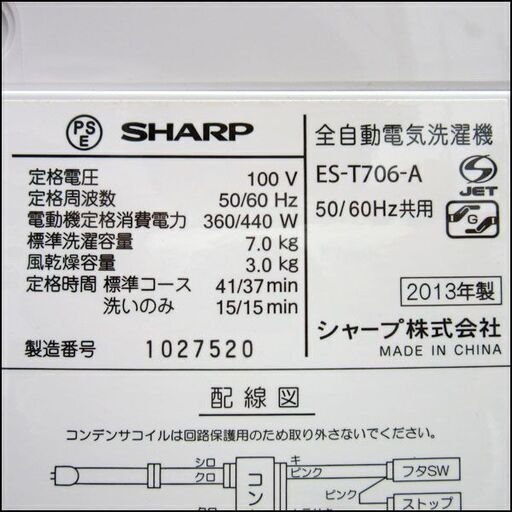 PS
E
SHARP
全自動電気洗濯機
定格電圧 100 V
ES-T706-A
定格周波数 50/60 Hz
50/60Hz共用
JET
G
電動機定格消費電力 360/440 W
標準洗濯容量 7.0 kg
風乾燥容量 3.0 kg
定格時間 標準コース 41/37min
洗いのみ 15/15min
2013年製
シャープ株式会社
MADE IN CHINA
製造番号 1027520
配線図
コンデンサコイルは回路保護用のため取り外さないでください。
シロ
クロ
コン
キ
ピンク
フタSW
ピンク
ストップ